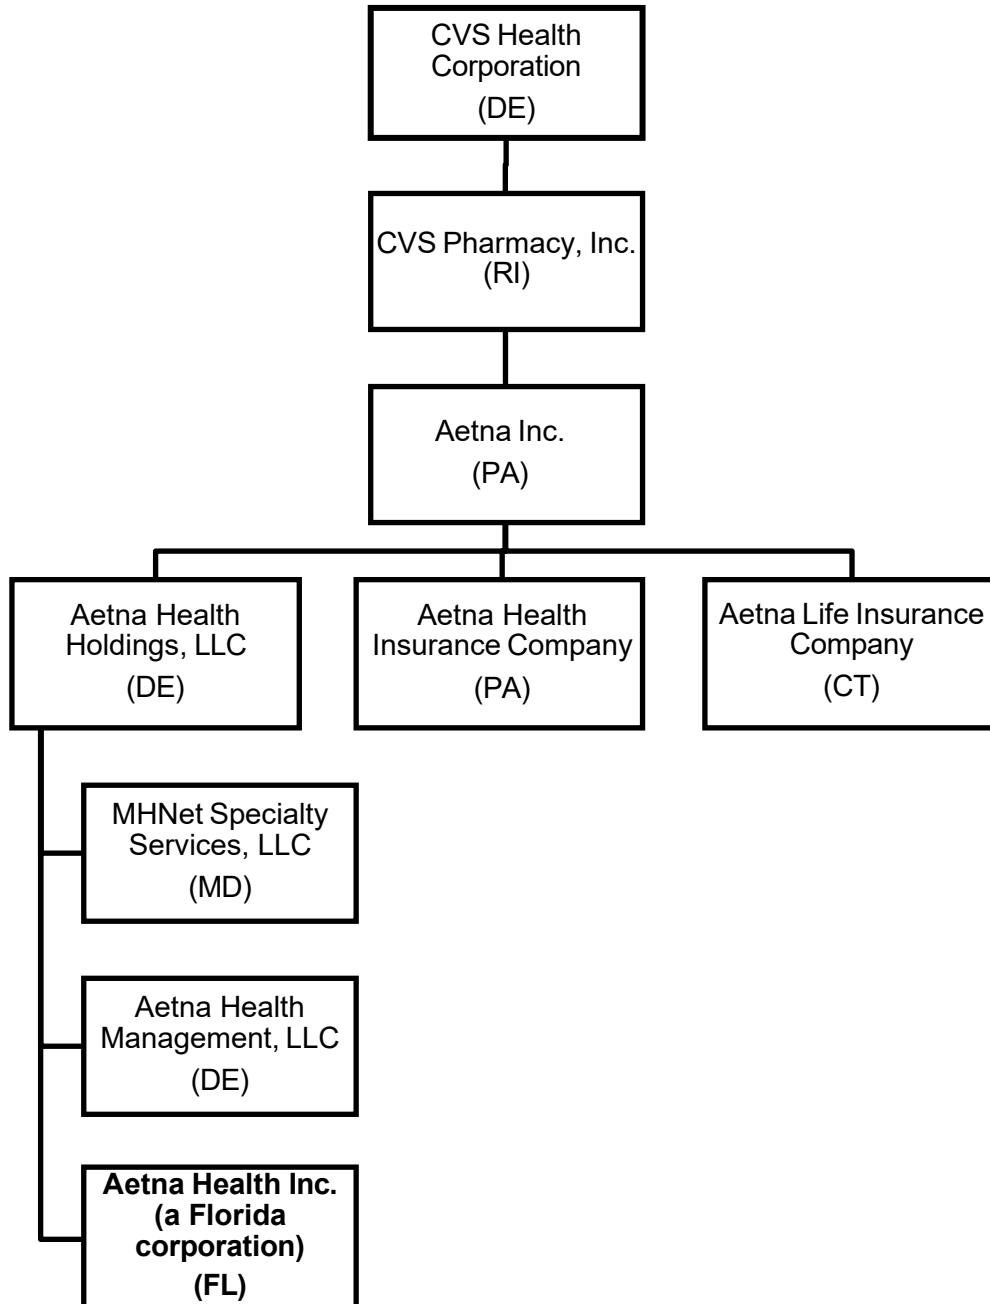 CVS Health
Corporation
(DE)
CVS Pharmacy, Inc.
(RI)
Aetna Inc.
(PA)
Aetna Health
Holdings, LLC
(DE)
Aetna Health
Insurance Company
(PA)
Aetna Life Insurance
Company
(CT)
MHNet Specialty
Services, LLC
(MD)
Aetna Health
Management, LLC
(DE)
Aetna Health Inc.
(a Florida
corporation)
(FL)